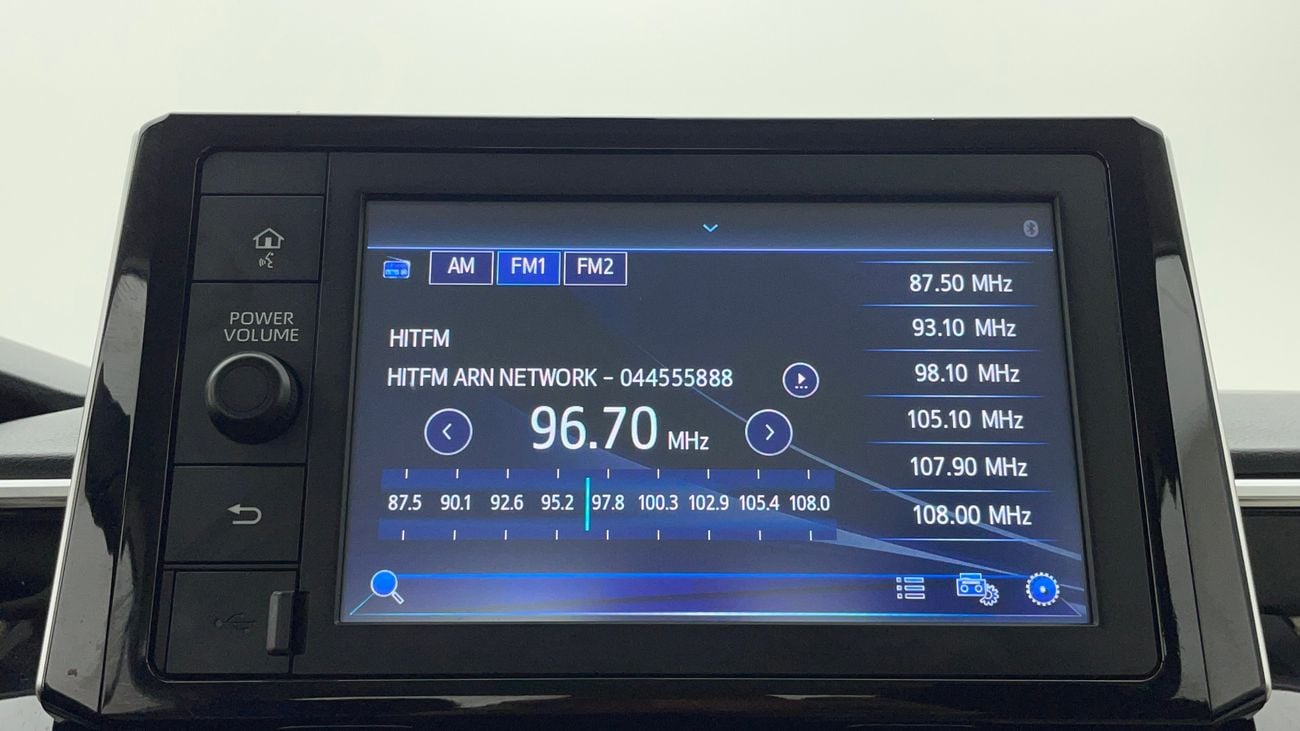 POWER
VOLUME
AM FM1 FM2
HITFM
HITFM ARN NETWORK - 044555888
96.70 MHz
87.5 90.1 92.6 95.2 97.8 100.3 102.9 105.4 108.0
87.50 MHz
93.10 MHz
98.10 MHz
105.10 MHz
107.90 MHz
108.00 MHz